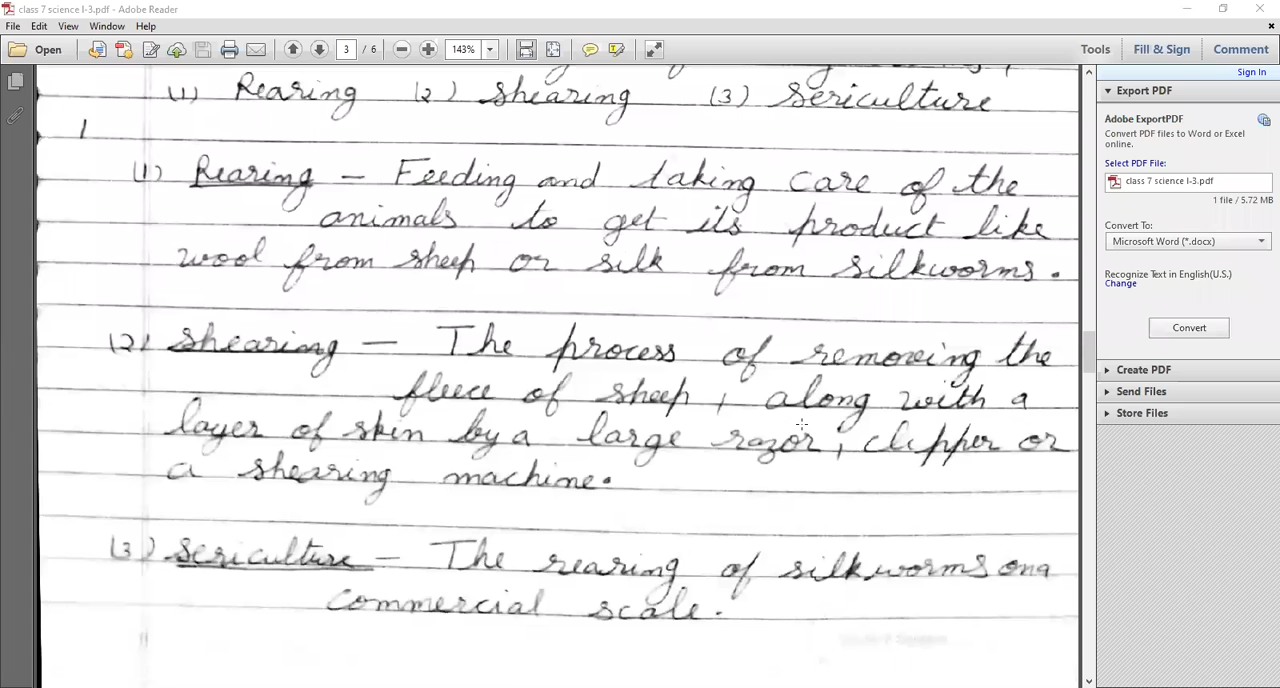 class 7 science I-3.pdf - Adobe Reader
File Edit View Window Help
Open 3 / 6 143% Tools Fill & Sign Comment
Sign In
(1) Rearing (2) Shearing (3) Sericulture
1
(1) Rearing - Feeding and taking care of the
animals to get its product like
wool from sheep or silk from silkworms.
(2) Shearing - The process of removing the
fleece of sheep, along with a
layer of skin by a large razor, clipper or
a shearing machine.
(3) Sericulture - The rearing of silkworms on a
commercial scale.
Export PDF
Adobe ExportPDF
Convert PDF files to Word or Excel
online.
Select PDF File:
class 7 science I-3.pdf
1 file / 5.72 MB
Convert To:
Microsoft Word (*.docx)
Recognize Text in English(U.S.)
Change
Convert
Create PDF
Send Files
Store Files